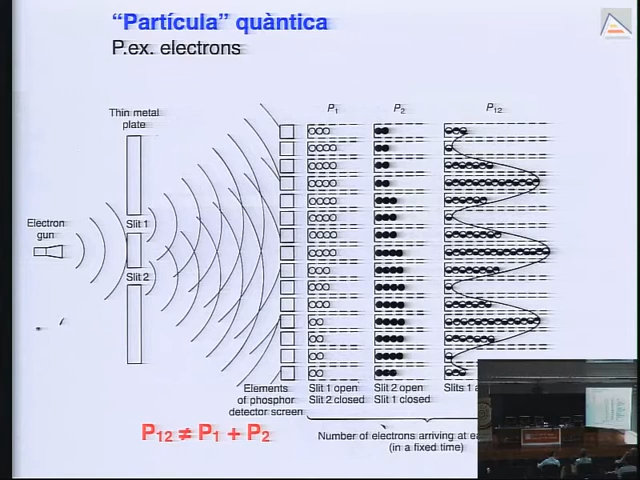 “Partícula” quàntica
P.ex. electrons
P1
P2
P12
Thin metal
plate
Electron
gun
Slit 1
Slit 2
Elements
of phosphor
detector screen
Slit 1 open
Slit 2 closed
Slit 2 open
Slit 1 closed
Slits 1
P12 ≠ P1 + P2
Number of electrons arriving at
(in a fixed time)